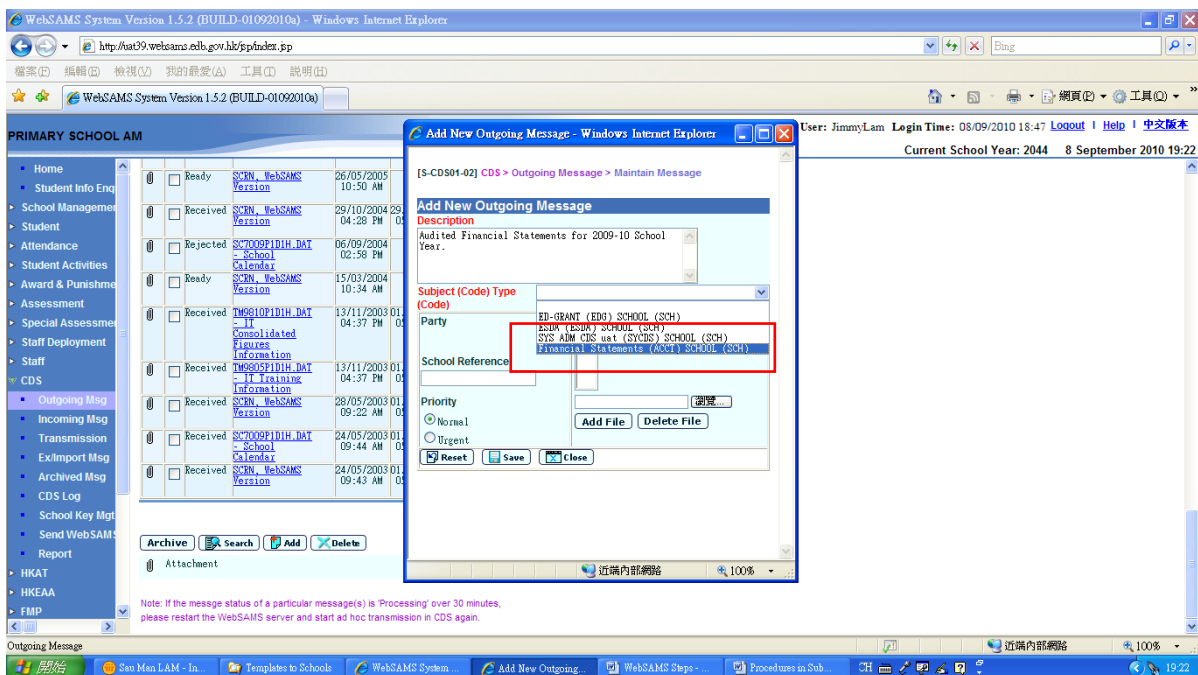 WebSAMS System Version 1.5.2 (BUILD-01092010a) - Windows Internet Explorer
http://uat39.websams.edb.gov.hk/jsp/index.jsp
Bing
檔案(F) 編輯(E) 檢視(V) 我的最愛(A) 工具(T) 說明(H)
WebSAMS System Version 1.5.2 (BUILD-01092010a)
網頁(P) 工具(O) »
PRIMARY SCHOOL AM
User: JimmyLam Login Time: 08/09/2010 18:47 Logout | Help | 中文版本
Current School Year: 2044 8 September 2010 19:22
Home
Student Info Enq
School Managemen
Student
Attendance
Student Activities
Award & Punishme
Assessment
Special Assessmen
Staff Deployment
Staff
CDS
Outgoing Msg
Incoming Msg
Transmission
Ex/Import Msg
Archived Msg
CDS Log
School Key Mgt
Send WebSAMS
Report
HKAT
HKEAA
FMP
Ready SCRN, WebSAMS 26/05/2005
Version 10:50 AM
Received SCRN, WebSAMS 29/10/2004 29.
Version 04:28 PM 05
Rejected SC7009P1D1H.DAT 06/09/2004
- School 02:58 PM
Calendar
Ready SCRN, WebSAMS 15/03/2004
Version 10:34 AM
Received TM9810P1D1H.DAT 13/11/2003 01.
- IT 04:37 PM 05
Consolidated
Figures
Information
Received TM9805P1D1H.DAT 13/11/2003 01.
- IT Training 04:37 PM 05
Information
Received SCRN, WebSAMS 28/05/2003 01.
Version 09:22 AM 05
Received SC7009P1D1H.DAT 24/05/2003 01.
- School 09:44 AM 05
Calendar
Received SCRN, WebSAMS 24/05/2003 01.
Version 09:43 AM 05
Archive Search Add Delete
Attachment
Note: If the messge status of a particular message(s) is 'Processing' over 30 minutes,
please restart the WebSAMS server and start ad hoc transmission in CDS again.
Add New Outgoing Message - Windows Internet Explorer
[S-CDS01-02] CDS > Outgoing Message > Maintain Message
Add New Outgoing Message
Description
Audited Financial Statements for 2009-10 School
Year.
Subject (Code) Type
(Code)
ED-GRANT (EDG) SCHOOL (SCH)
ESDA (ESDA) SCHOOL (SCH)
SYS ADM CDS uat (SYCDS) SCHOOL (SCH)
Financial Statements (ACCT) SCHOOL (SCH)
Party
School Reference
Priority
瀏覽...
Normal
Add File Delete File
Urgent
Reset Save Close
近端內部網路 100%
Outgoing Message
近端內部網路 100%
開始
Sau Man LAM - In...
Templates to Schools
WebSAMS System ...
Add New Outgoing...
WebSAMS Steps - ...
Procedures in Sub...
CH
19:22